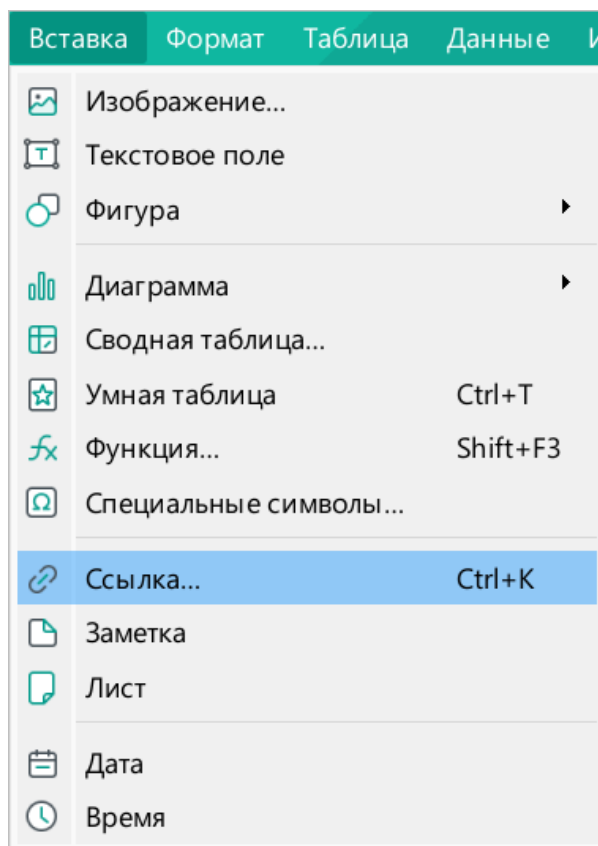 Вставка Формат Таблица Данные
Изображение...
Текстовое поле
Фигура
Диаграмма
Сводная таблица...
Умная таблица Ctrl+T
Функция... Shift+F3
Специальные символы...
Ссылка... Ctrl+K
Заметка
Лист
Дата
Время